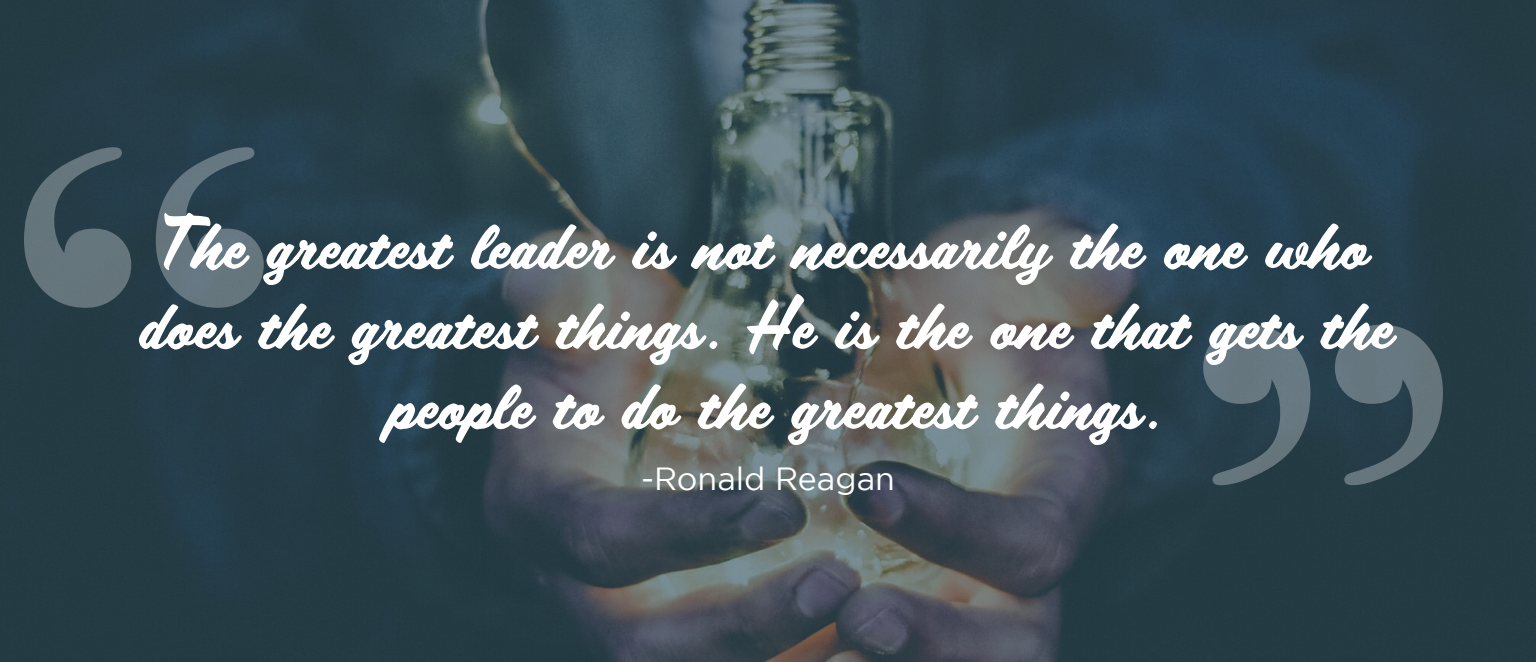 The greatest leader is not necessarily the one who
does the greatest things. He is the one that gets the
people to do the greatest things.
-Ronald Reagan